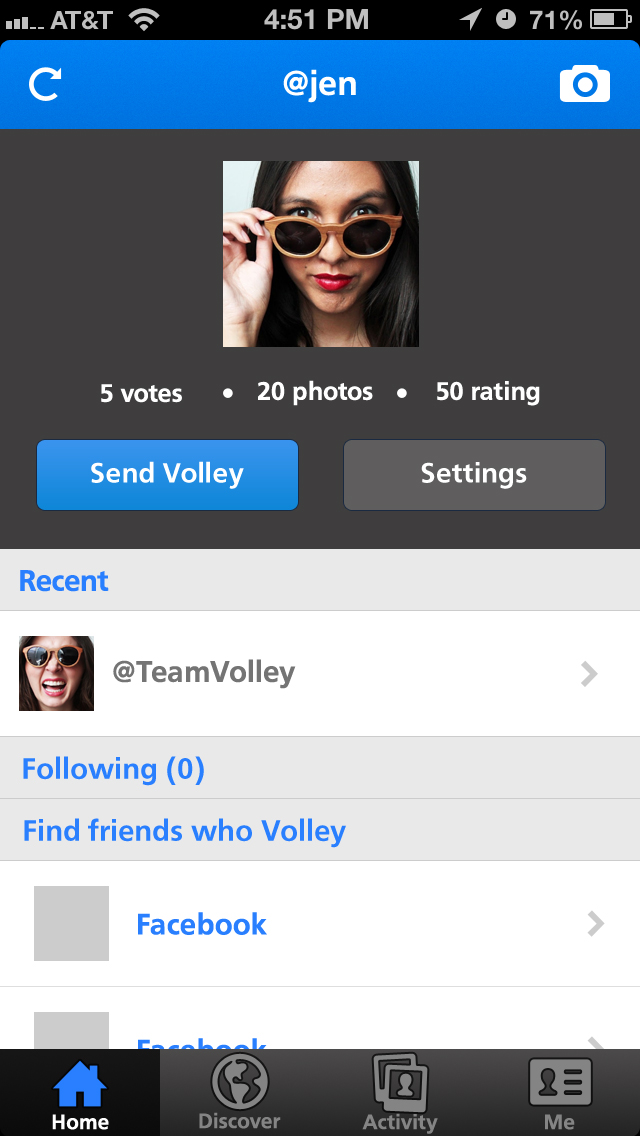 AT&T 4:51 PM 71%
@jen
5 votes • 20 photos • 50 rating
Send Volley Settings
Recent
@TeamVolley
Following (0)
Find friends who Volley
Facebook
Facebook
Home Discover Activity Me